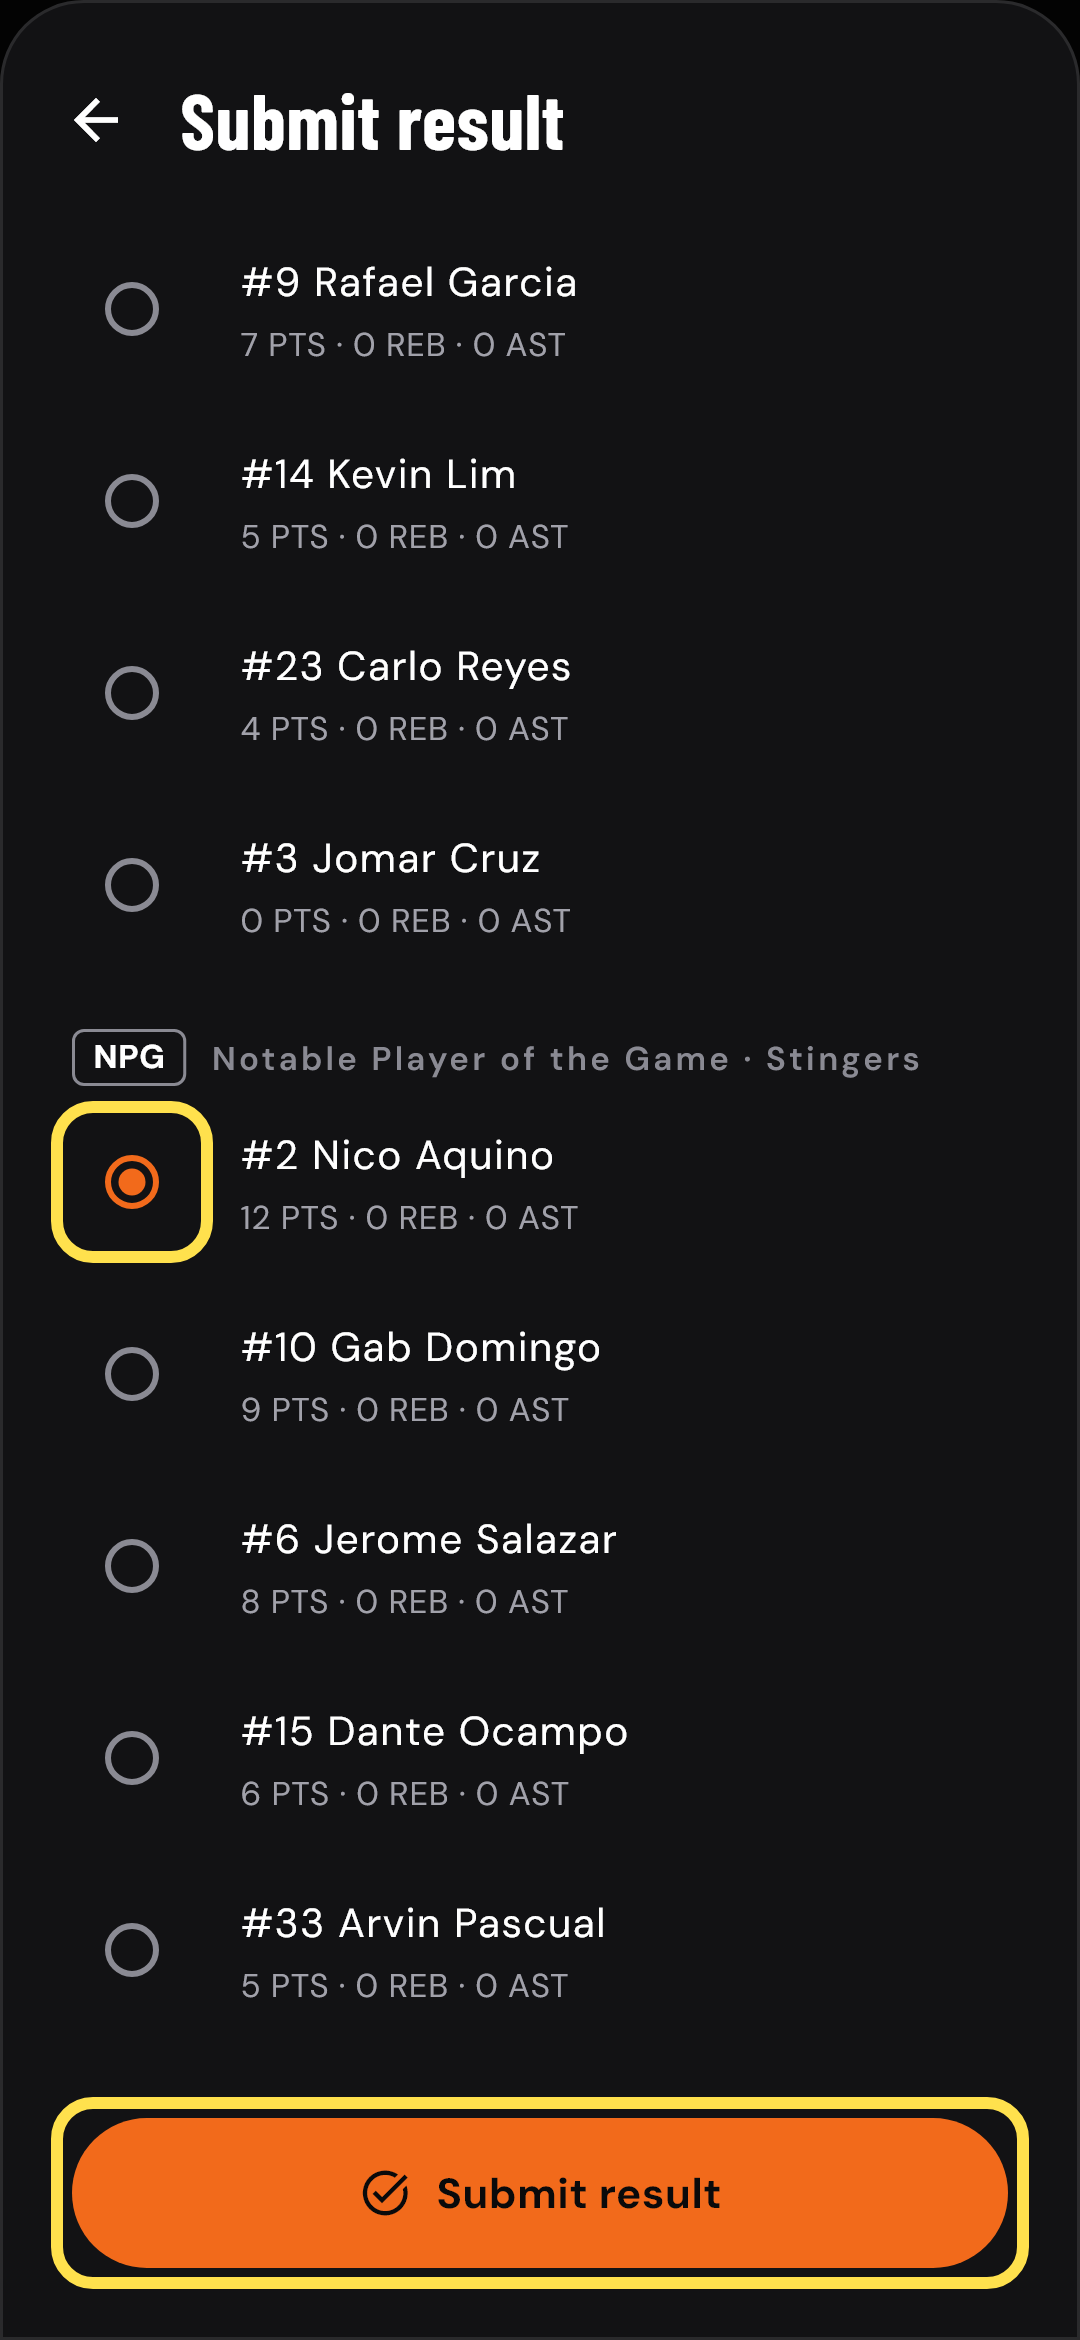 Submit result
#9 Rafael Garcia
7 PTS · 0 REB · 0 AST
#14 Kevin Lim
5 PTS · 0 REB · 0 AST
#23 Carlo Reyes
4 PTS · 0 REB · 0 AST
#3 Jomar Cruz
0 PTS · 0 REB · 0 AST
NPG Notable Player of the Game · Stingers
#2 Nico Aquino
12 PTS · 0 REB · 0 AST
#10 Gab Domingo
9 PTS · 0 REB · 0 AST
#6 Jerome Salazar
8 PTS · 0 REB · 0 AST
#15 Dante Ocampo
6 PTS · 0 REB · 0 AST
#33 Arvin Pascual
5 PTS · 0 REB · 0 AST
Submit result